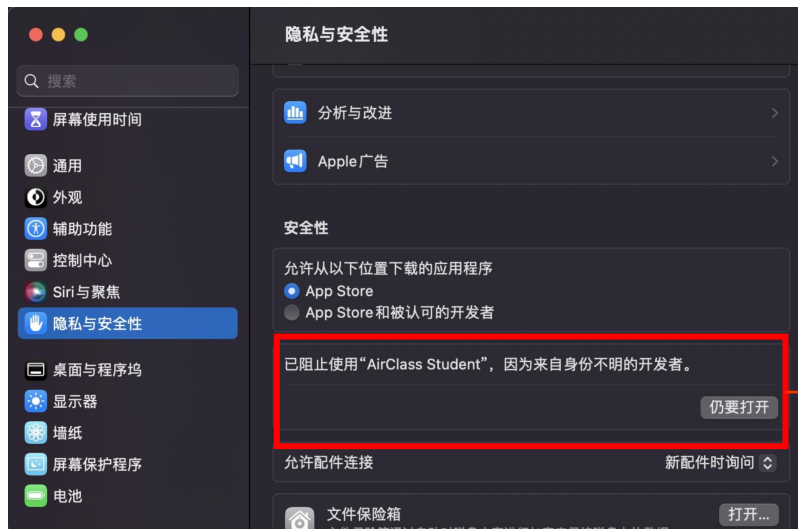 隐私与安全性
搜索
屏幕使用时间
通用
外观
辅助功能
控制中心
Siri与聚焦
隐私与安全性
桌面与程序坞
显示器
墙纸
屏幕保护程序
电池
分析与改进
Apple广告
安全性
允许从以下位置下载的应用程序
App Store
App Store和被认可的开发者
已阻止使用“AirClass Student”，因为来自身份不明的开发者。
仍要打开
允许配件连接
新配件时询问
文件保险箱
打开...